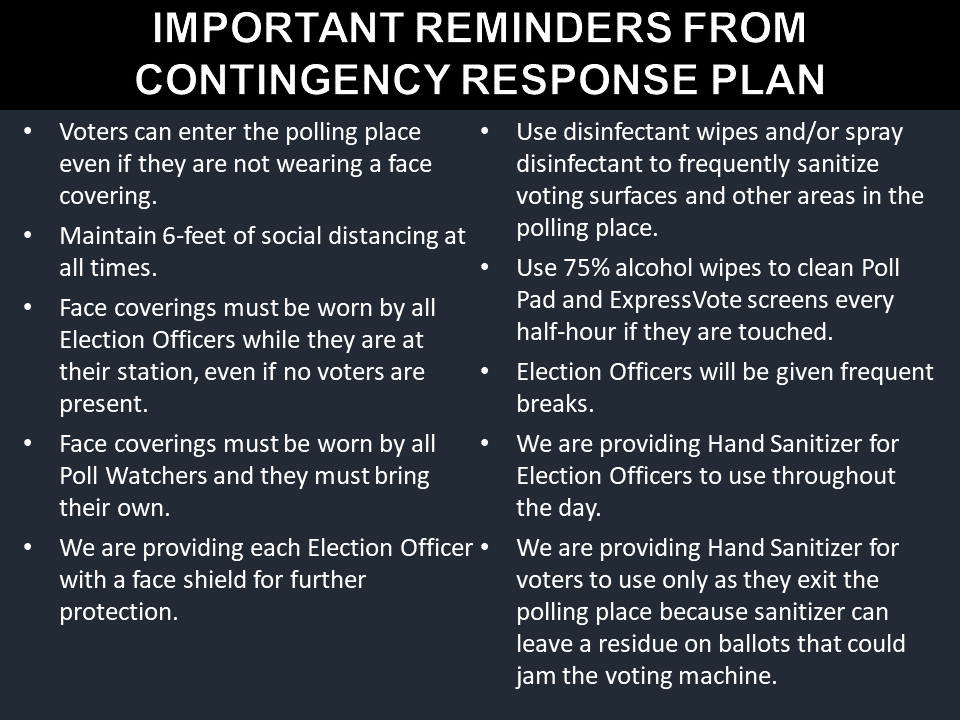 IMPORTANT REMINDERS FROM
CONTINGENCY RESPONSE PLAN
• Voters can enter the polling place
even if they are not wearing a face
covering.
• Maintain 6-feet of social distancing at
all times.
• Face coverings must be worn by all
Election Officers while they are at
their station, even if no voters are
present.
• Face coverings must be worn by all
Poll Watchers and they must bring
their own.
• We are providing each Election Officer
with a face shield for further
protection.
• Use disinfectant wipes and/or spray
disinfectant to frequently sanitize
voting surfaces and other areas in the
polling place.
• Use 75% alcohol wipes to clean Poll
Pad and ExpressVote screens every
half-hour if they are touched.
• Election Officers will be given frequent
breaks.
• We are providing Hand Sanitizer for
Election Officers to use throughout
the day.
• We are providing Hand Sanitizer for
voters to use only as they exit the
polling place because sanitizer can
leave a residue on ballots that could
jam the voting machine.